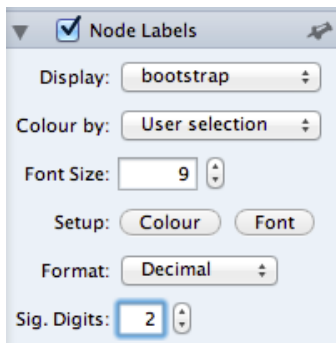 Node Labels
Display: bootstrap
Colour by: User selection
Font Size: 9
Setup: Colour Font
Format: Decimal
Sig. Digits: 2